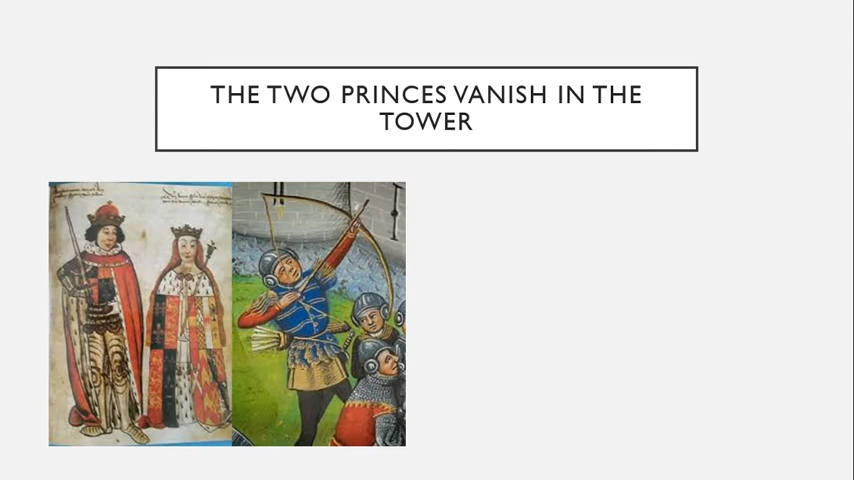 THE TWO PRINCES VANISH IN THE
TOWER